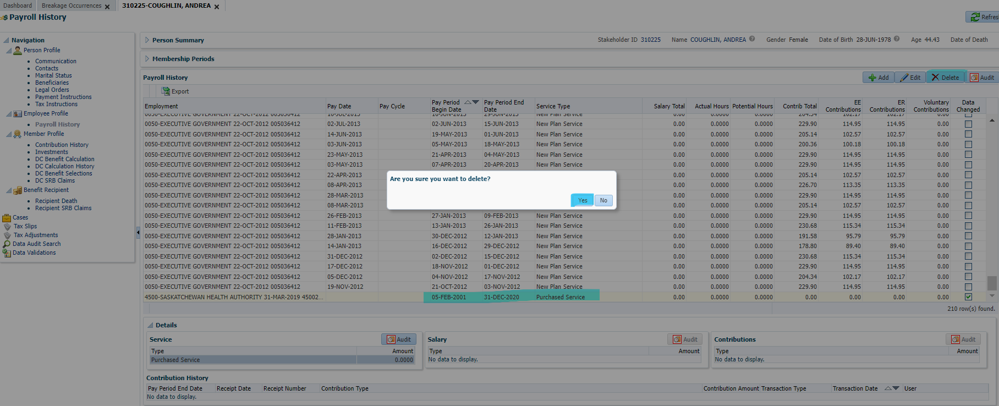 Dashboard Breakage Occurrences 310225-COUGHLIN, ANDREA
Payroll History
Refres
Navigation
Person Profile
Communication
Contacts
Marital Status
Beneficiaries
Legal Orders
Payment Instructions
Tax Instructions
Employee Profile
Payroll History
Member Profile
Contribution History
Investments
DC Benefit Calculation
DC Calculation History
DC Benefit Selections
DC SRB Claims
Benefit Recipient
Recipient Death
Recipient SRB Claims
Cases
Tax Slips
Tax Adjustments
Data Audit Search
Data Validations
Person Summary Stakeholder ID 310225 Name COUGHLIN, ANDREA Gender Female Date of Birth 28-JUN-1978 Age 44.43 Date of Death
Membership Periods
Payroll History Add Edit Delete Audit
Export
Employment Pay Date Pay Cycle Pay Period Begin Date Pay Period End Date Service Type Salary Total Actual Hours Potential Hours Contrib Total EE Contributions ER Contributions Voluntary Contributions Data Changed
0050-EXECUTIVE GOVERNMENT 22-OCT-2012 005036412 16-JUL-2013 16-JUN-2013 29-JUN-2013 New Plan Service 0.00 0.0000 0.0000 204.34 102.17 102.17 0.00
0050-EXECUTIVE GOVERNMENT 22-OCT-2012 005036412 02-JUL-2013 02-JUN-2013 15-JUN-2013 New Plan Service 0.00 0.0000 0.0000 229.90 114.95 114.95 0.00
0050-EXECUTIVE GOVERNMENT 22-OCT-2012 005036412 14-JUN-2013 19-MAY-2013 01-JUN-2013 New Plan Service 0.00 0.0000 0.0000 205.14 102.57 102.57 0.00
0050-EXECUTIVE GOVERNMENT 22-OCT-2012 005036412 03-JUN-2013 05-MAY-2013 18-MAY-2013 New Plan Service 0.00 0.0000 0.0000 200.36 100.18 100.18 0.00
0050-EXECUTIVE GOVERNMENT 22-OCT-2012 005036412 23-MAY-2013 21-APR-2013 04-MAY-2013 New Plan Service 0.00 0.0000 0.0000 229.90 114.95 114.95 0.00
0050-EXECUTIVE GOVERNMENT 22-OCT-2012 005036412 03-MAY-2013 07-APR-2013 20-APR-2013 New Plan Service 0.00 0.0000 0.0000 229.90 114.95 114.95 0.00
0050-EXECUTIVE GOVERNMENT 22-OCT-2012 005036412 22-APR-2013 0.00 0.0000 0.0000 205.14 102.57 102.57 0.00
0050-EXECUTIVE GOVERNMENT 22-OCT-2012 005036412 08-APR-2013 0.00 0.0000 0.0000 226.70 113.35 113.35 0.00
0050-EXECUTIVE GOVERNMENT 22-OCT-2012 005036412 28-MAR-2013 0.00 0.0000 0.0000 229.90 114.95 114.95 0.00
0050-EXECUTIVE GOVERNMENT 22-OCT-2012 005036412 08-MAR-2013 0.00 0.0000 0.0000 205.14 102.57 102.57 0.00
Are you sure you want to delete?
Yes No
0050-EXECUTIVE GOVERNMENT 22-OCT-2012 005036412 26-FEB-2013 27-JAN-2013 09-FEB-2013 New Plan Service 0.00 0.0000 0.0000 229.90 114.95 114.95 0.00
0050-EXECUTIVE GOVERNMENT 22-OCT-2012 005036412 11-FEB-2013 13-JAN-2013 26-JAN-2013 New Plan Service 0.00 0.0000 0.0000 230.68 115.34 115.34 0.00
0050-EXECUTIVE GOVERNMENT 22-OCT-2012 005036412 28-JAN-2013 30-DEC-2012 12-JAN-2013 New Plan Service 0.00 0.0000 0.0000 191.58 95.79 95.79 0.00
0050-EXECUTIVE GOVERNMENT 22-OCT-2012 005036412 14-JAN-2013 16-DEC-2012 29-DEC-2012 New Plan Service 0.00 0.0000 0.0000 178.80 89.40 89.40 0.00
0050-EXECUTIVE GOVERNMENT 22-OCT-2012 005036412 31-DEC-2012 02-DEC-2012 15-DEC-2012 New Plan Service 0.00 0.0000 0.0000 230.68 115.34 115.34 0.00
0050-EXECUTIVE GOVERNMENT 22-OCT-2012 005036412 17-DEC-2012 18-NOV-2012 01-DEC-2012 New Plan Service 0.00 0.0000 0.0000 229.90 114.95 114.95 0.00
0050-EXECUTIVE GOVERNMENT 22-OCT-2012 005036412 05-DEC-2012 04-NOV-2012 17-NOV-2012 New Plan Service 0.00 0.0000 0.0000 204.34 102.17 102.17 0.00
0050-EXECUTIVE GOVERNMENT 22-OCT-2012 005036412 19-NOV-2012 21-OCT-2012 03-NOV-2012 New Plan Service 0.00 0.0000 0.0000 229.90 114.95 114.95 0.00
4500-SASKATCHEWAN HEALTH AUTHORITY 31-MAR-2019 45002... 05-FEB-2001 31-DEC-2020 Purchased Service 0.00 0.0000 0.0000 0.00 0.00 0.00 0.00
210 row(s) found.
Details
Service Audit Salary Audit Contributions Audit
Type Amount Type Amount Type Amount
Purchased Service 0.0000 No data to display. No data to display.
Contribution History
Pay Period End Date Receipt Date Receipt Number Contribution Type Contribution Amount Transaction Type Transaction Date User
No data to display.